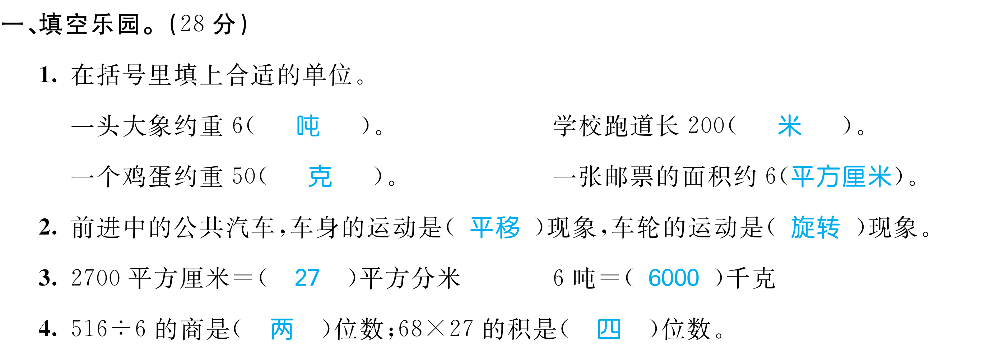 一、填空乐园。(28 分)
1. 在括号里填上合适的单位。
一头大象约重 6( 吨 )。 学校跑道长 200( 米 )。
一个鸡蛋约重 50( 克 )。 一张邮票的面积约 6(平方厘米)。
2. 前进中的公共汽车,车身的运动是( 平移 )现象,车轮的运动是( 旋转 )现象。
3. 2700 平方厘米=( 27 )平方分米 6 吨=( 6000 )千克
4. 516÷6 的商是( 两 )位数;68×27 的积是( 四 )位数。